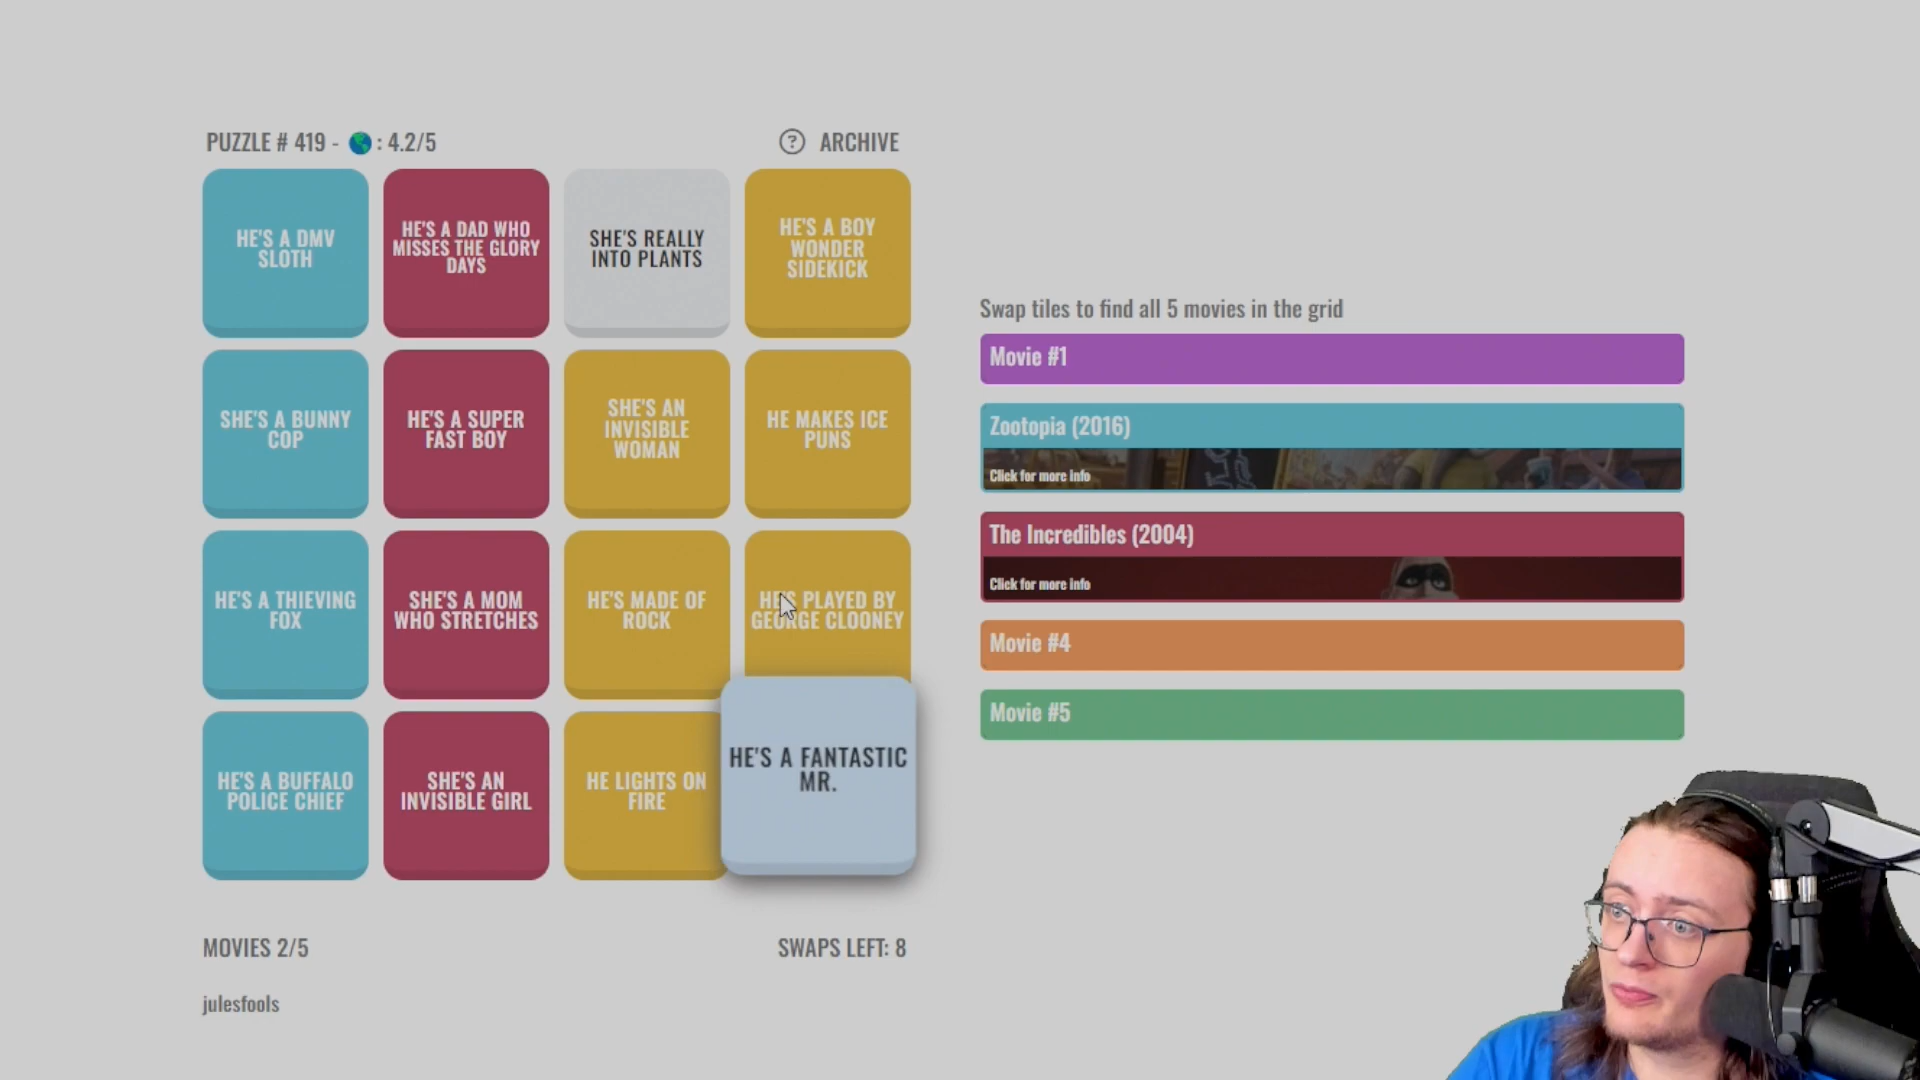 PUZZLE # 419 - 🌎 : 4.2/5
? ARCHIVE
HE'S A DMV
SLOTH
HE'S A DAD WHO
MISSES THE GLORY
DAYS
SHE'S REALLY
INTO PLANTS
HE'S A BOY
WONDER
SIDEKICK
SHE'S A BUNNY
COP
HE'S A SUPER
FAST BOY
SHE'S AN
INVISIBLE
WOMAN
HE MAKES ICE
PUNS
HE'S A THIEVING
FOX
SHE'S A MOM
WHO STRETCHES
HE'S MADE OF
ROCK
HE'S PLAYED BY
GEORGE CLOONEY
HE'S A BUFFALO
POLICE CHIEF
SHE'S AN
INVISIBLE GIRL
HE LIGHTS ON
FIRE
HE'S A FANTASTIC
MR.
MOVIES 2/5
SWAPS LEFT: 8
julesfools
Swap tiles to find all 5 movies in the grid
Movie #1
Zootopia (2016)
Click for more info
The Incredibles (2004)
Click for more info
Movie #4
Movie #5